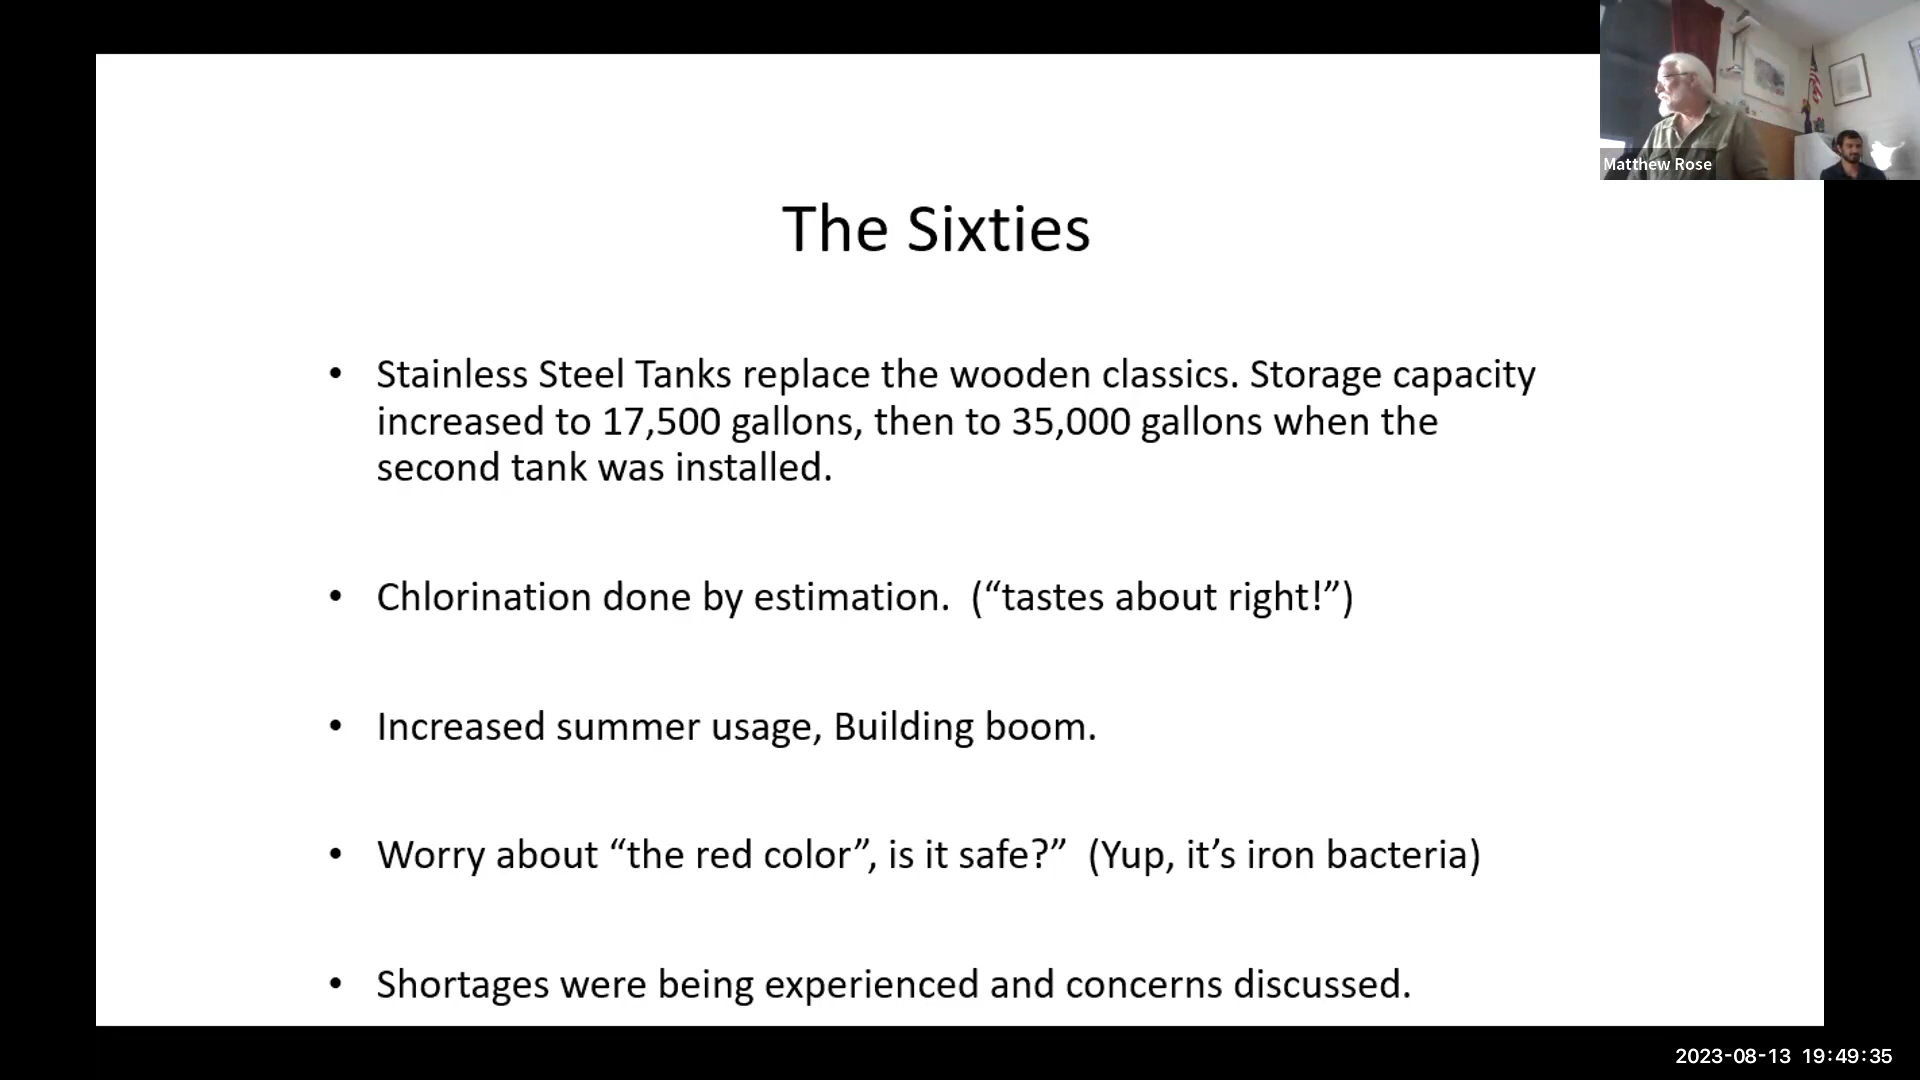 Matthew Rose
The Sixties
• Stainless Steel Tanks replace the wooden classics. Storage capacity
increased to 17,500 gallons, then to 35,000 gallons when the
second tank was installed.
• Chlorination done by estimation.  (“tastes about right!”)
• Increased summer usage, Building boom.
• Worry about “the red color”, is it safe?”  (Yup, it’s iron bacteria)
• Shortages were being experienced and concerns discussed.
2023-08-13 19:49:35